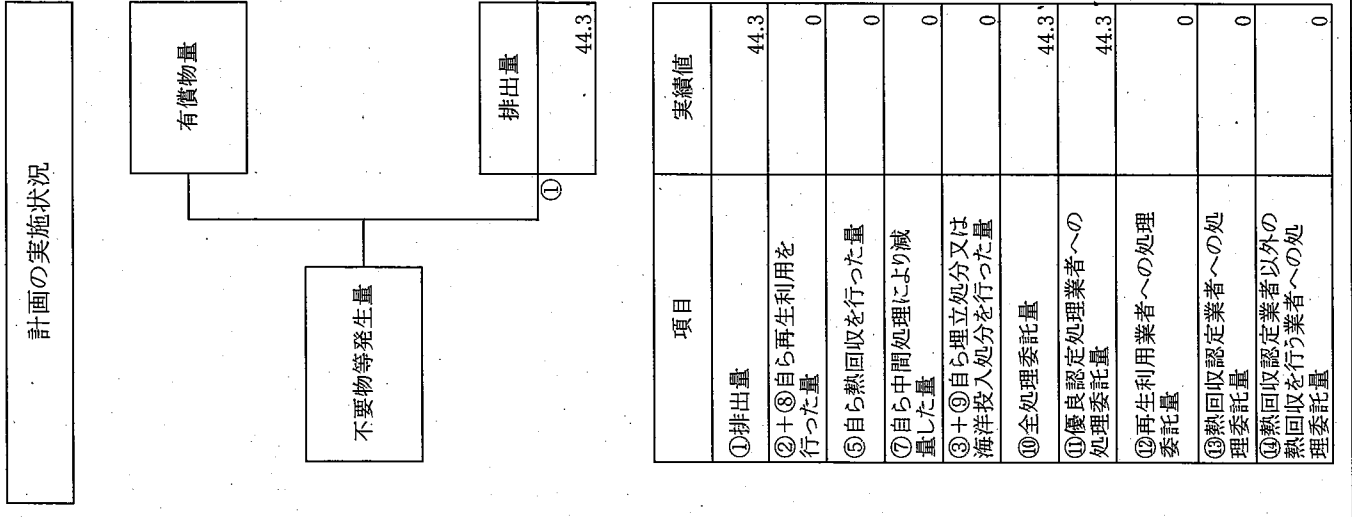 計画の実施状況
有償物量
不要物等発生量
排出量
①
44.3
項目
実績値
①排出量
44.3
②+⑧自ら再生利用を
行った量
0
⑤自ら熱回収を行った量
0
⑦自ら中間処理により減
量した量
0
③+⑨自ら埋立処分又は
海洋投入処分を行った量
0
⑩全処理委託量
44.3
⑪優良認定処理業者への
処理委託量
44.3
⑫再生利用業者への処理
委託量
0
⑬熱回収認定業者への処
理委託量
0
⑭熱回収認定業者以外の
熱回収を行う業者への処
理委託量
0